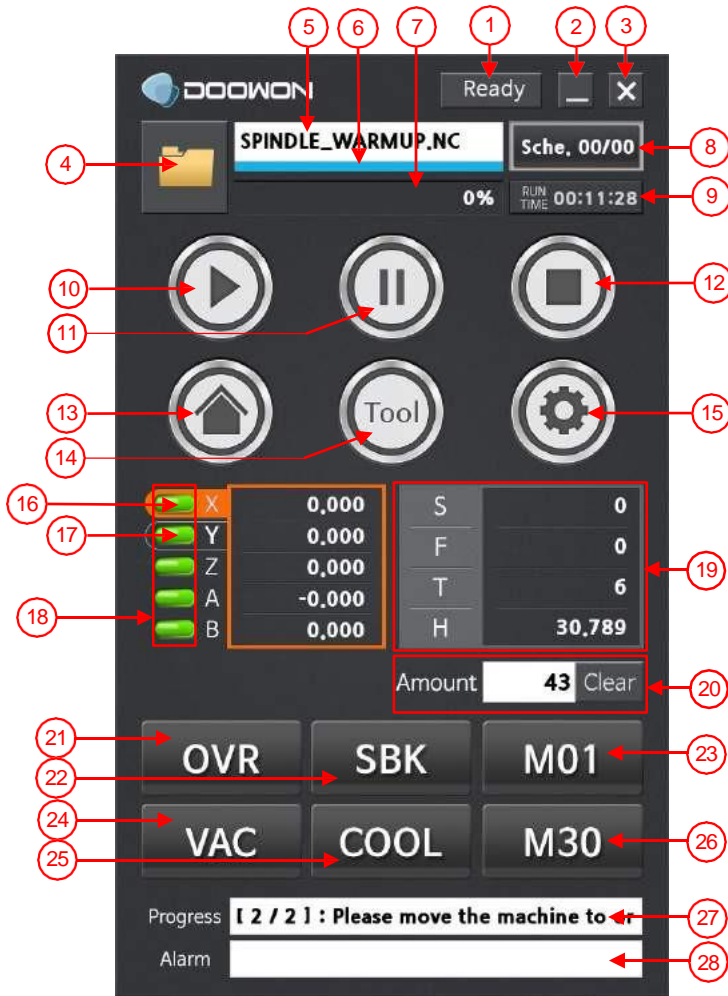 5 6 7 1 2 3
DOOWON Ready
4 SPINDLE_WARMUP.NC Sche. 00/00 8
0% RUN TIME 00:11:28 9
10 12
11
13 Tool 15
14
16 X 0.000 S 0
17 Y 0.000 F 0
Z 0.000 T 6 19
18 A -0.000 H 30.789
B 0.000
Amount 43 Clear 20
21 OVR SBK M01 23
22
24 VAC COOL M30 26
25
Progress [ 2 / 2 ] : Please move the machine to 27
Alarm 28